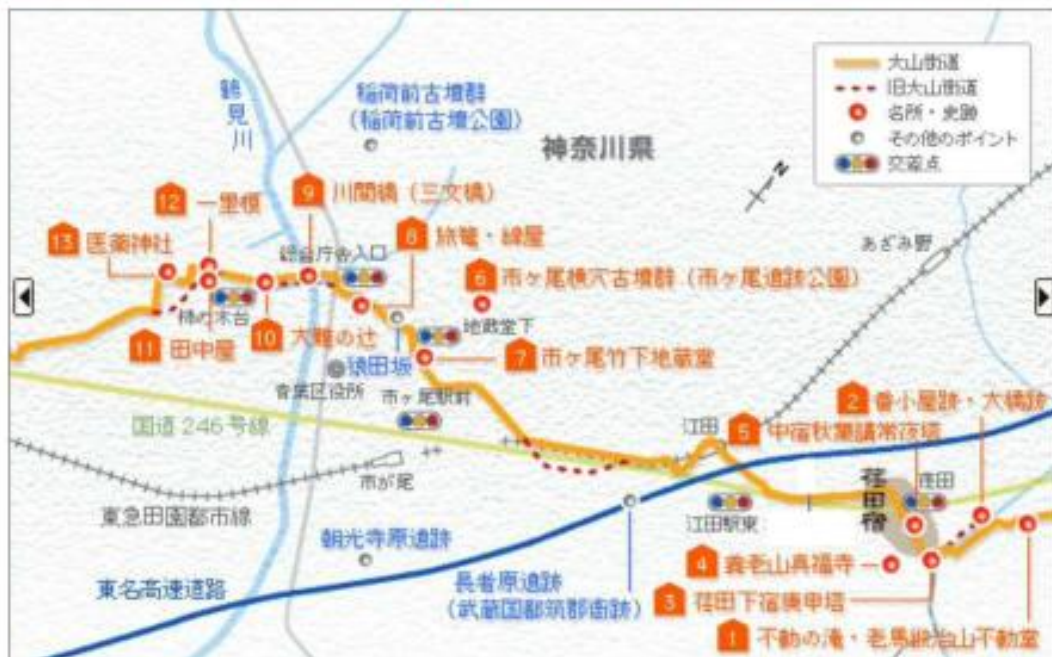 大山街道
旧大山街道
名所・史跡
その他のポイント
交差点
鶴見川
稲荷前古墳群
(稲荷前古墳公園)
神奈川県
N
12 一里榎
9 川間橋(三文橋)
13 医薬神社
8 旅篭・綿屋
総合庁舎入口
あざみ野
6 市ヶ尾横穴古墳群(市ヶ尾遺跡公園)
柿の木台
地蔵堂下
11 田中屋
10 大難の辻
猿田坂
7 市ヶ尾竹下地蔵堂
青葉区役所
市ヶ尾駅前
2 番小屋跡・大橋跡
国道246号線
江田
5 中宿秋葉講常夜塔
市が尾
荏田宿
荏田
東急田園都市線
江田駅東
朝光寺原遺跡
4 養老山真福寺
東名高速道路
長者原遺跡
(武蔵国都筑郡衙跡)
3 荏田下宿庚申塔
1 不動の滝・老馬鍛冶山不動堂